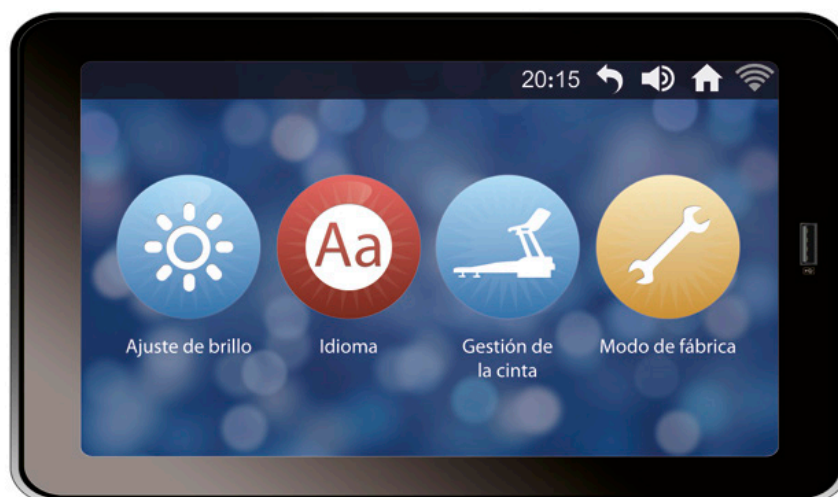 20:15
Aa
Ajuste de brillo
Idioma
Gestión de
la cinta
Modo de fábrica